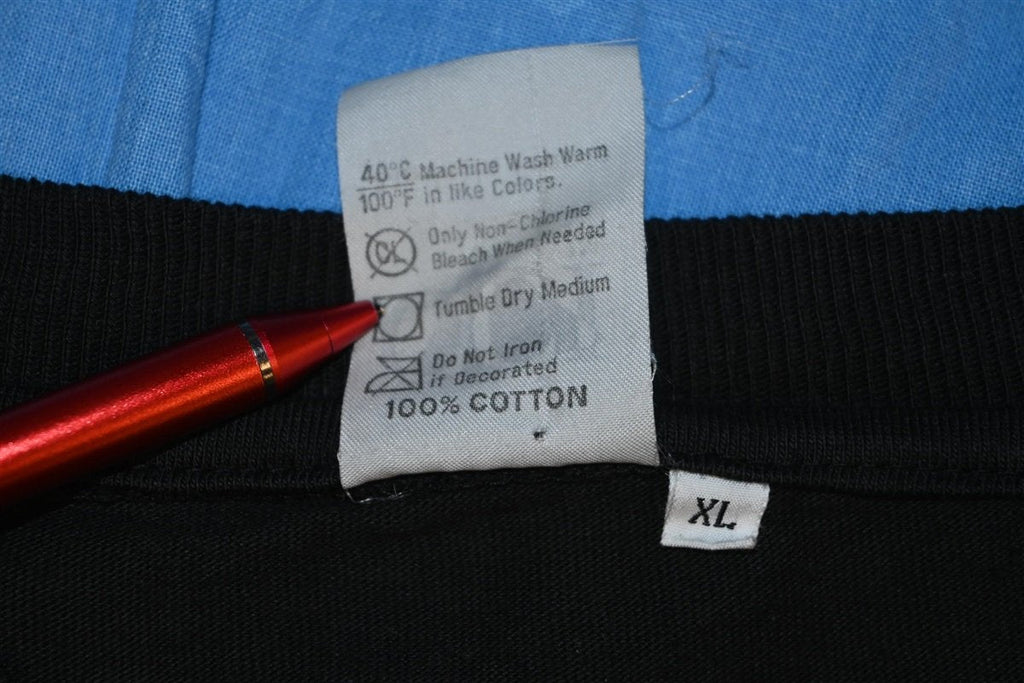 40°C Machine Wash Warm
100°F in like Colors.
CL Only Non-Chlorine
Bleach When Needed
Tumble Dry Medium
Do Not Iron
if Decorated
100% COTTON
XL